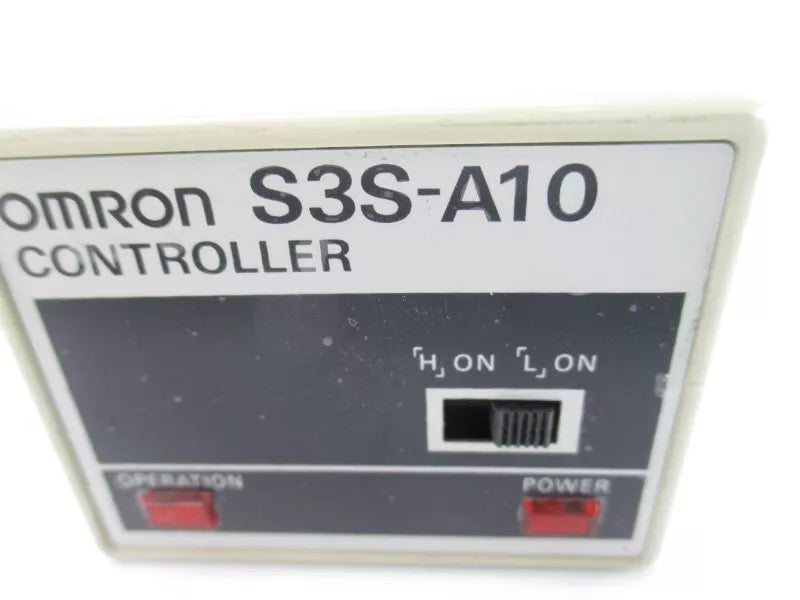 OMRON S3S-A10
CONTROLLER
「H」 ON 「L」 ON
OPERATION POWER